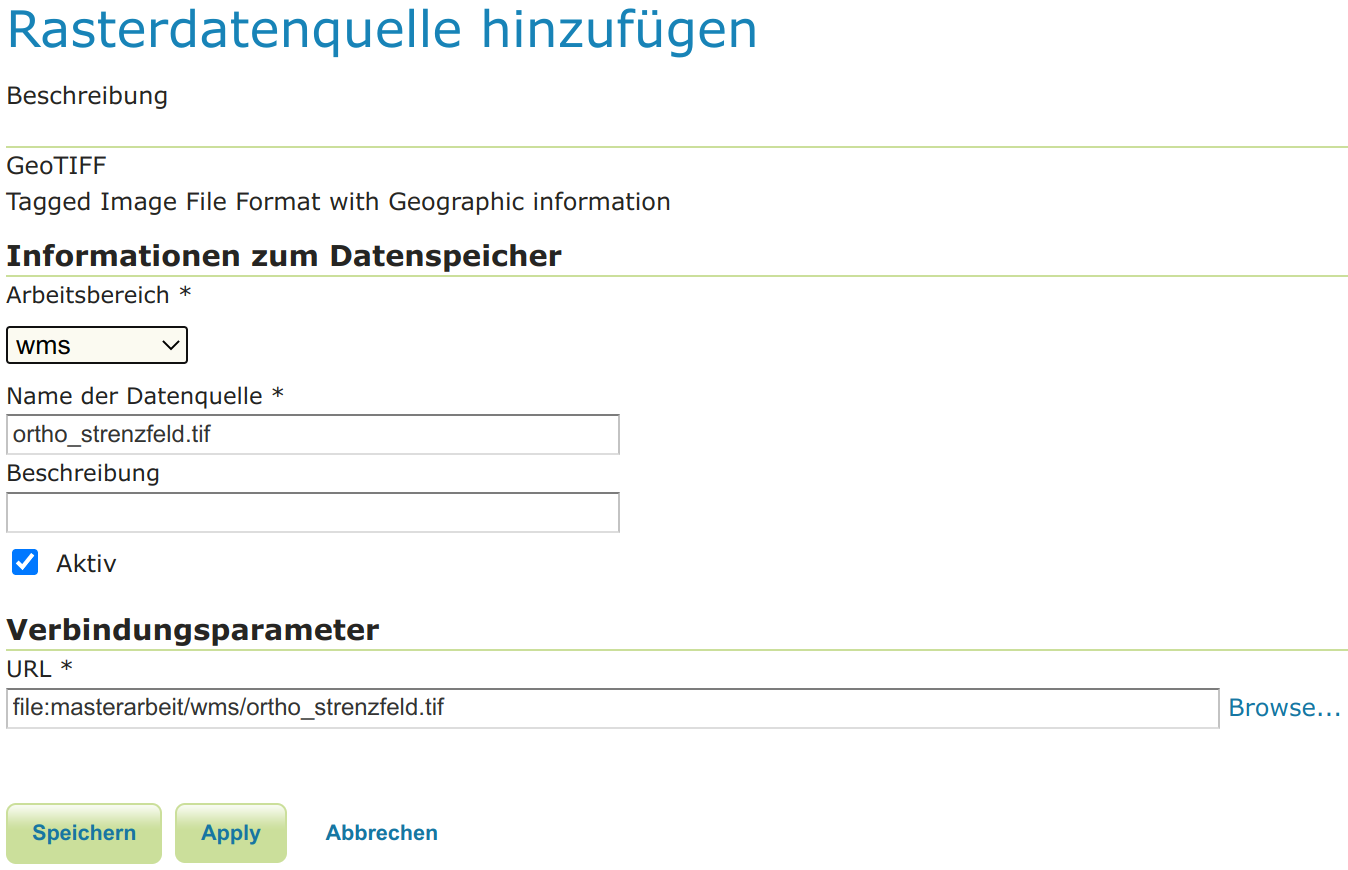 Rasterdatenquelle hinzufügen
Beschreibung
GeoTIFF
Tagged Image File Format with Geographic information
Informationen zum Datenspeicher
Arbeitsbereich *
wms
Name der Datenquelle *
ortho_strenzfeld.tif
Beschreibung
Aktiv
Verbindungsparameter
URL *
file:masterarbeit/wms/ortho_strenzfeld.tif Browse...
Speichern Apply Abbrechen